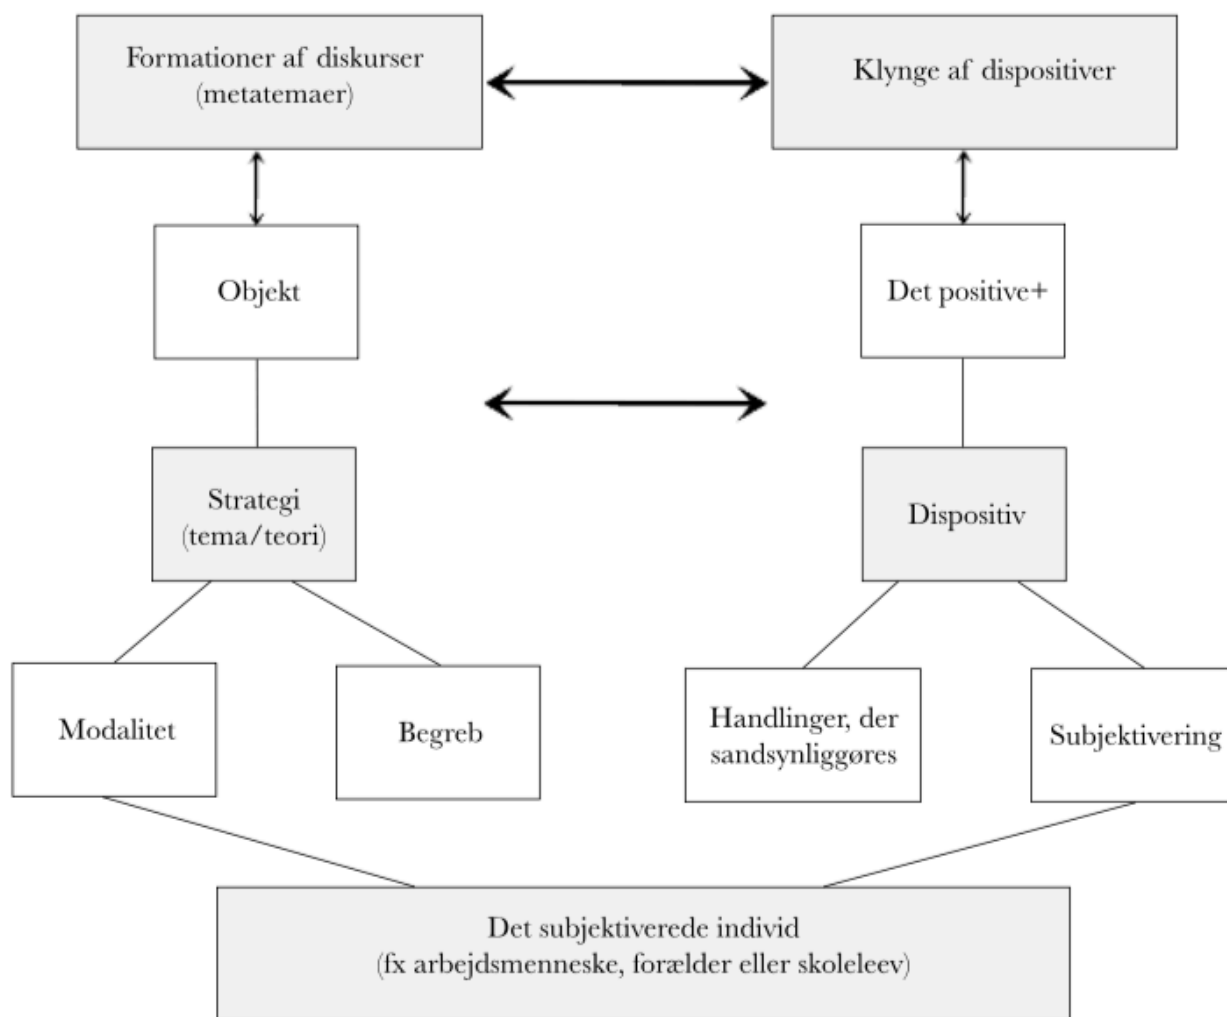 Formationer af diskurser
(metatemaer)
Klynge af dispositiver
Objekt
Det positive+
Strategi
(tema/teori)
Dispositiv
Modalitet
Begreb
Handlinger, der
sandsynliggøres
Subjektivering
Det subjektiverede individ
(fx arbejdsmenneske, forælder eller skoleleev)